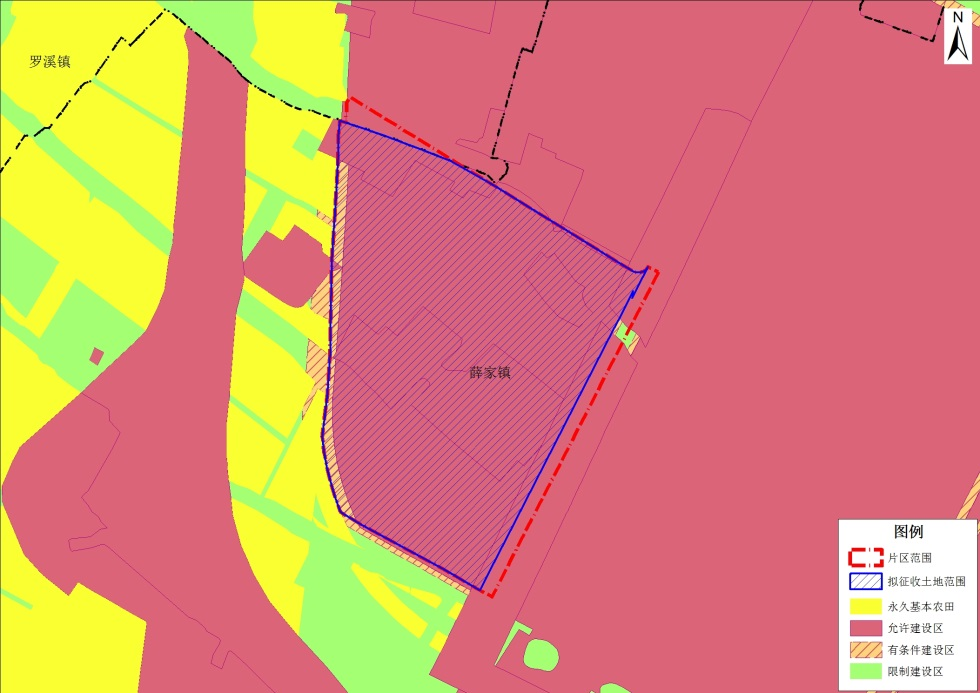 罗溪镇
N
薛家镇
图例
片区范围
拟征收土地范围
永久基本农田
允许建设区
有条件建设区
限制建设区